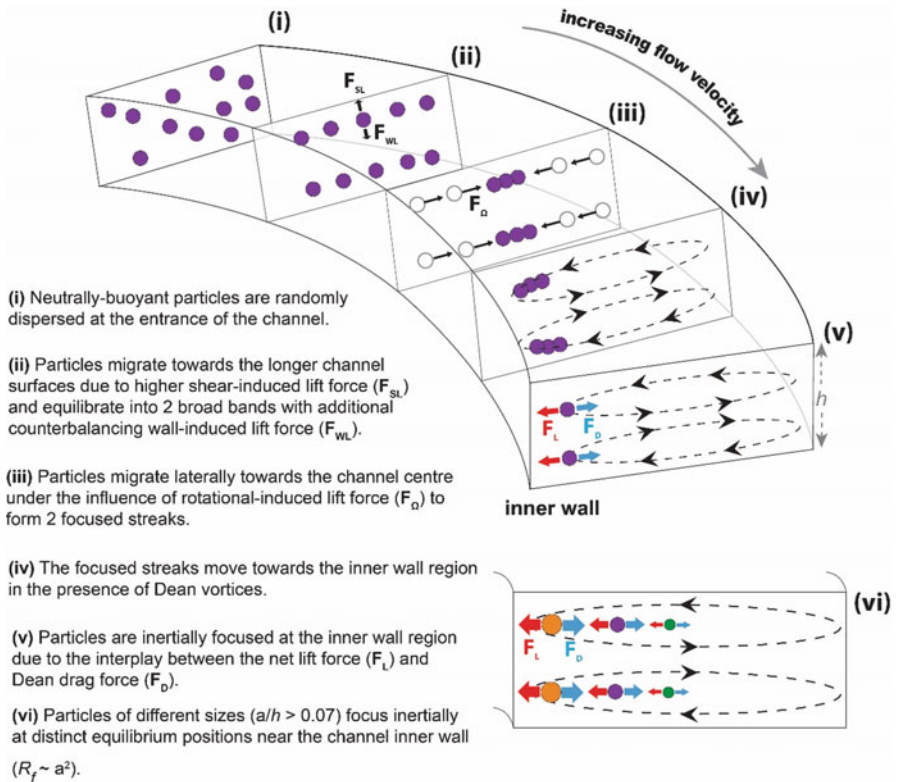 (i)
(ii)
increasing flow velocity
F_SL
F_WL
(iii)
F_Ω
(iv)
(i) Neutrally-buoyant particles are randomly
dispersed at the entrance of the channel.
(v)
(ii) Particles migrate towards the longer channel
surfaces due to higher shear-induced lift force (F_SL)
and equilibrate into 2 broad bands with additional
counterbalancing wall-induced lift force (F_WL).
h
F_L F_D
(iii) Particles migrate laterally towards the channel centre
under the influence of rotational-induced lift force (F_Ω) to
form 2 focused streaks.
inner wall
(iv) The focused streaks move towards the inner wall region
in the presence of Dean vortices.
(vi)
(v) Particles are inertially focused at the inner wall region
due to the interplay between the net lift force (F_L) and
Dean drag force (F_D).
F_L F_D
(vi) Particles of different sizes (a/h > 0.07) focus inertially
at distinct equilibrium positions near the channel inner wall
(R_f ~ a²).